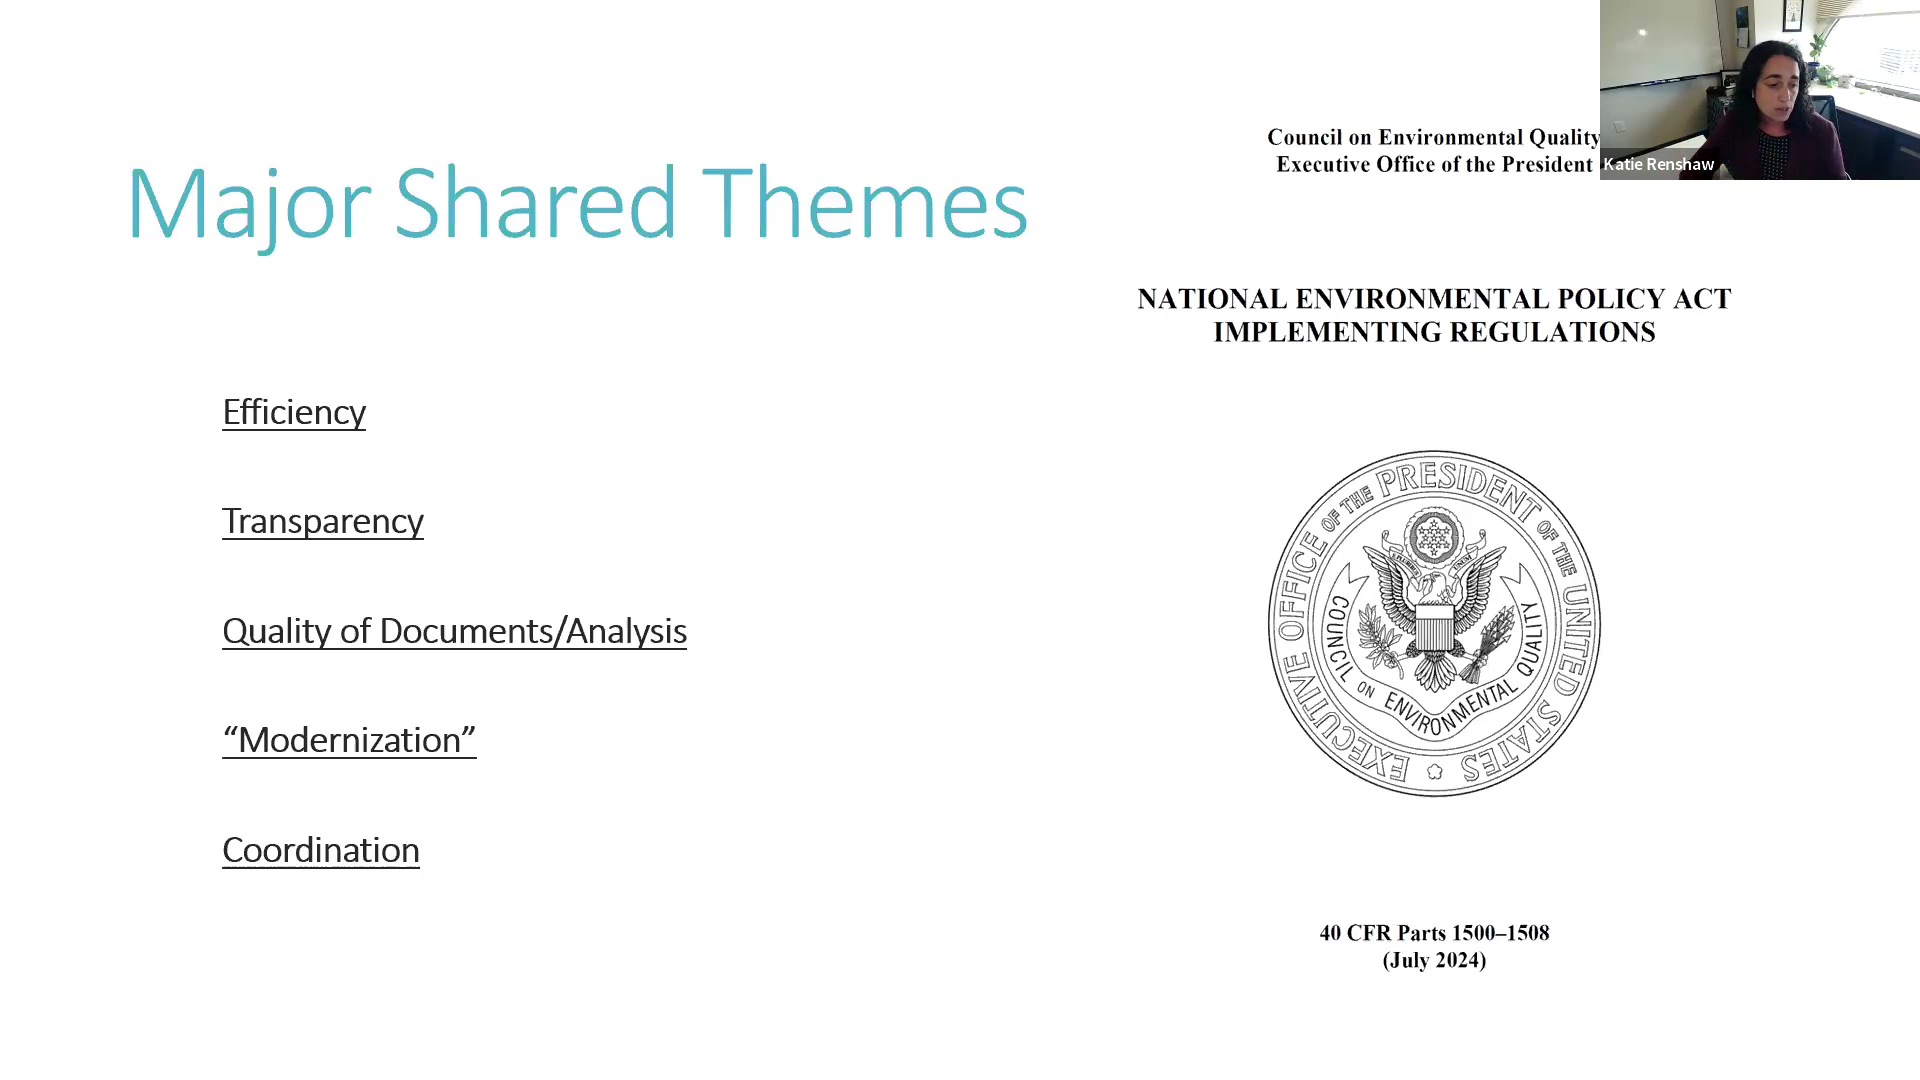 Major Shared Themes
Efficiency
Transparency
Quality of Documents/Analysis
“Modernization”
Coordination
Council on Environmental Quality
Executive Office of the President
NATIONAL ENVIRONMENTAL POLICY ACT
IMPLEMENTING REGULATIONS
EXECUTIVE OFFICE OF THE PRESIDENT OF THE UNITED STATES
COUNCIL ON ENVIRONMENTAL QUALITY
40 CFR Parts 1500–1508
(July 2024)
Katie Renshaw